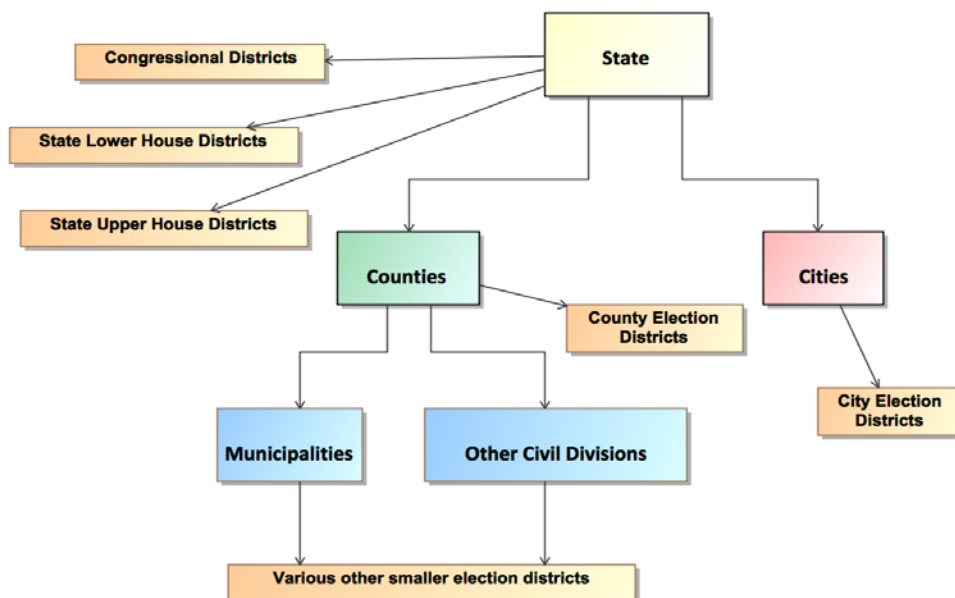 State
Congressional Districts
State Lower House Districts
State Upper House Districts
Counties
Cities
County Election
Districts
City Election
Districts
Municipalities
Other Civil Divisions
Various other smaller election districts